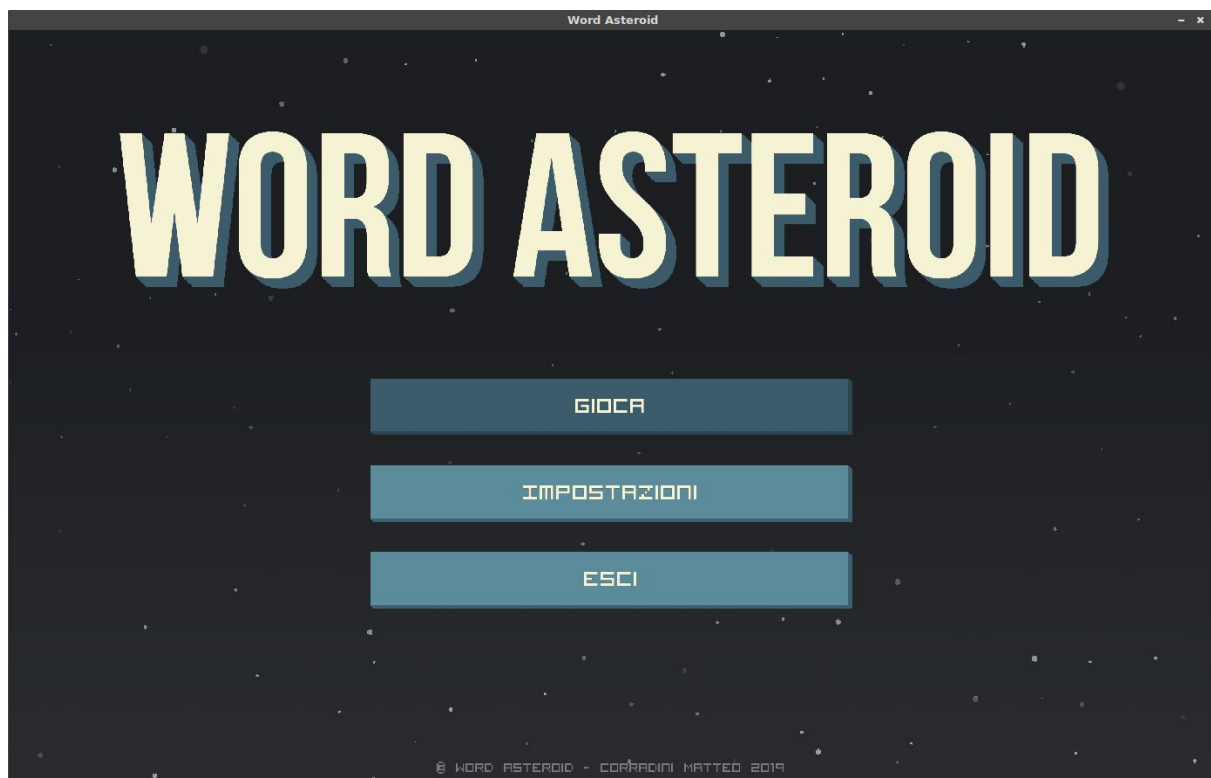 Word Asteroid
WORD ASTEROID
GIOCA
IMPOSTAZIONI
ESCI
© WORD ASTEROID - CORRADINI MATTEO 2019